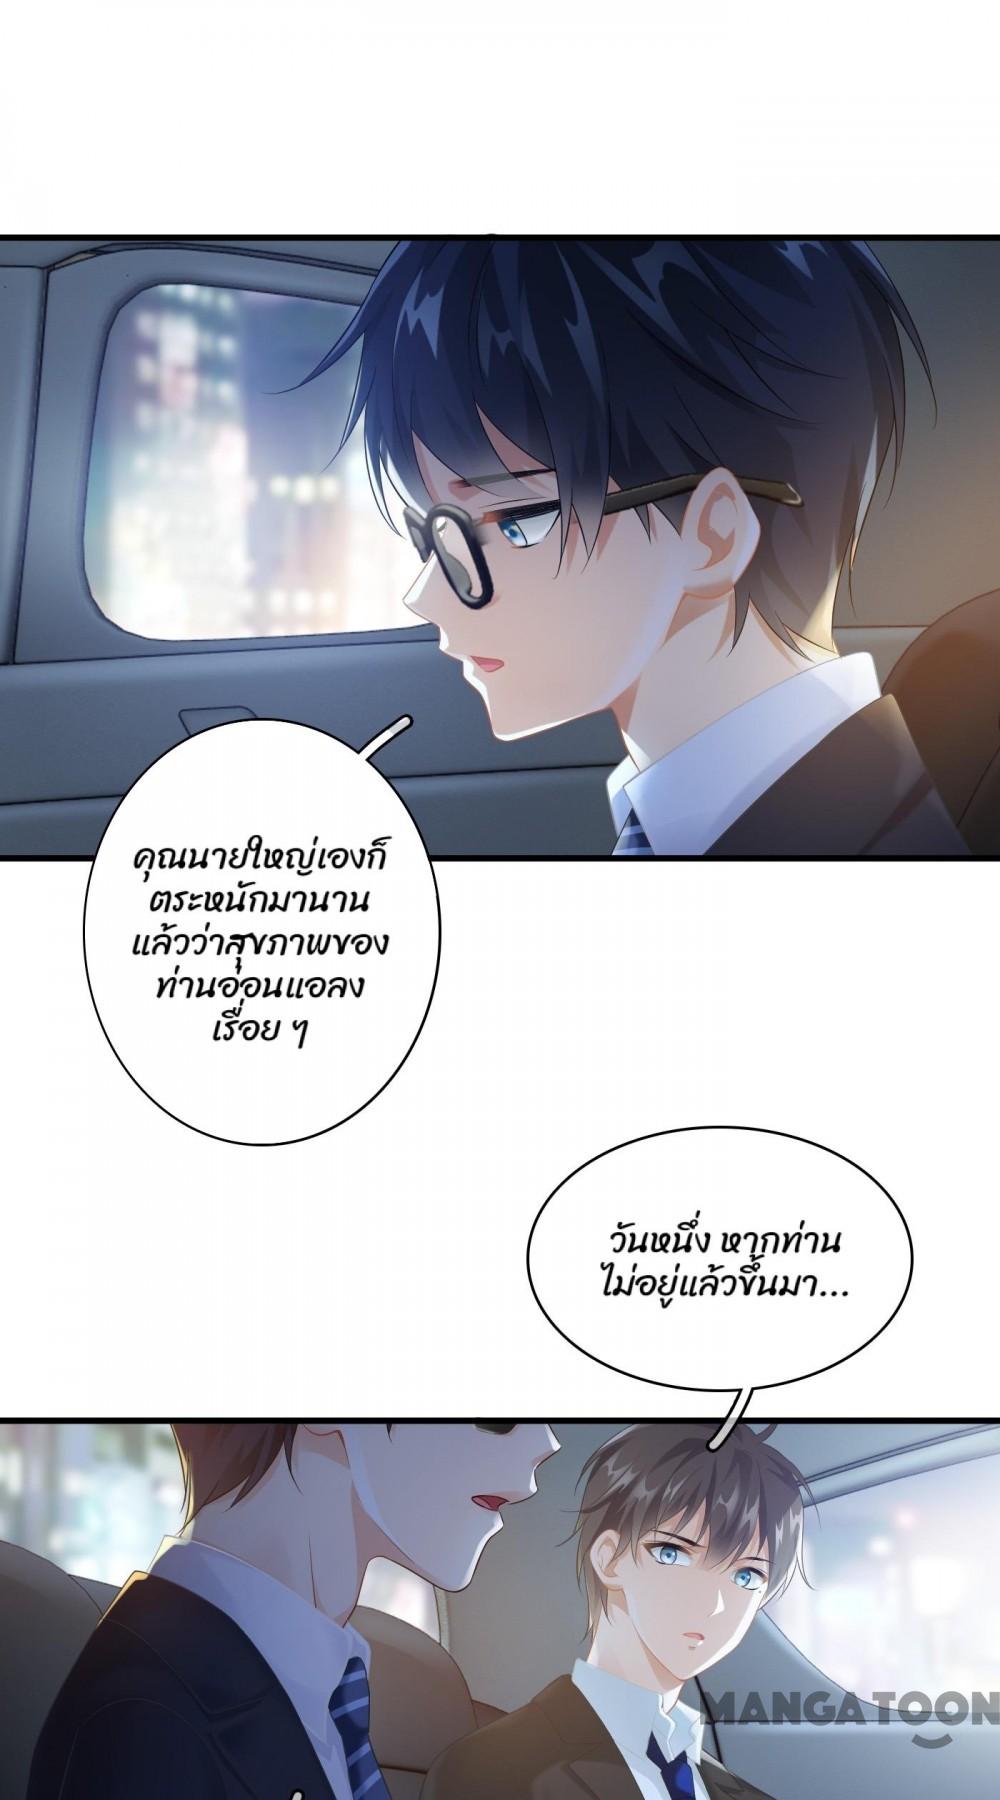 คุณนายใหญ่เองก็
ตระหนักมานาน
แล้วว่าสุขภาพของ
ท่านอ่อนแอลง
เรื่อย ๆ
วันหนึ่ง หากท่าน
ไม่อยู่แล้วขึ้นมา...
MANGATOON